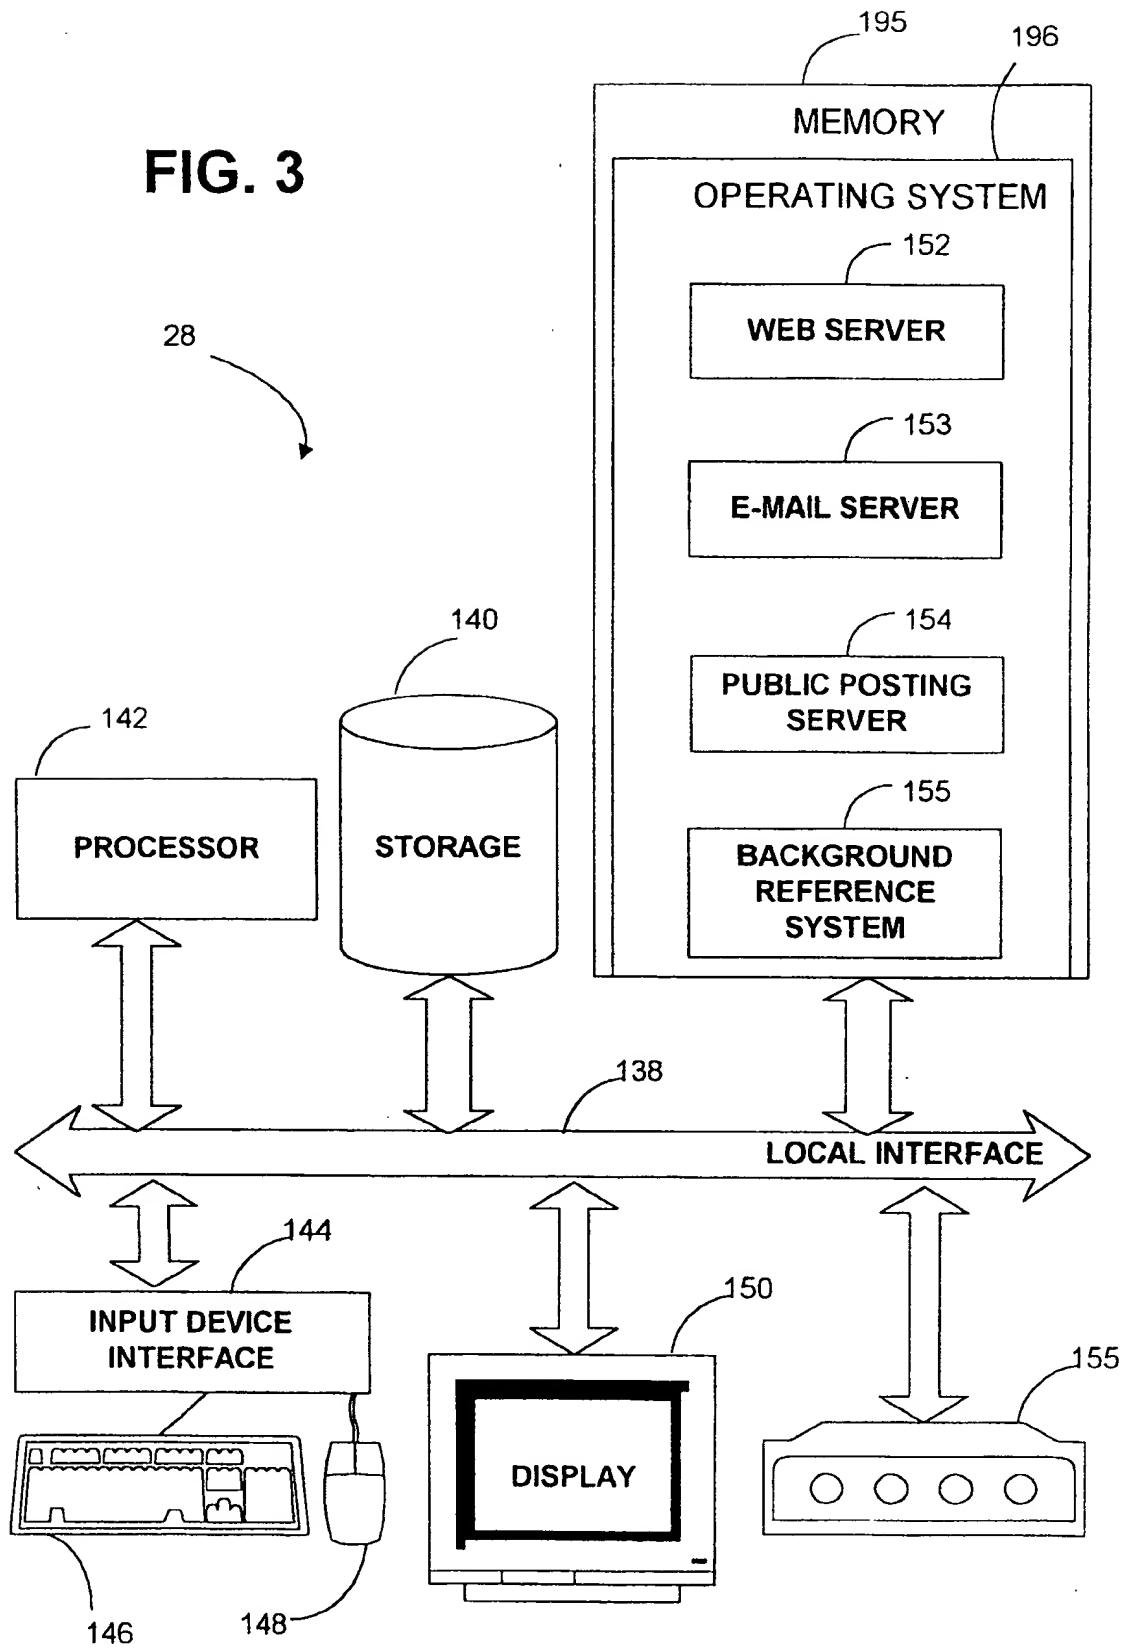 195
196
MEMORY
FIG. 3
OPERATING SYSTEM
152
WEB SERVER
28
153
E-MAIL SERVER
140
154
PUBLIC POSTING
SERVER
142
155
PROCESSOR
STORAGE
BACKGROUND
REFERENCE
SYSTEM
138
LOCAL INTERFACE
144
INPUT DEVICE
INTERFACE
150
155
DISPLAY
146
148